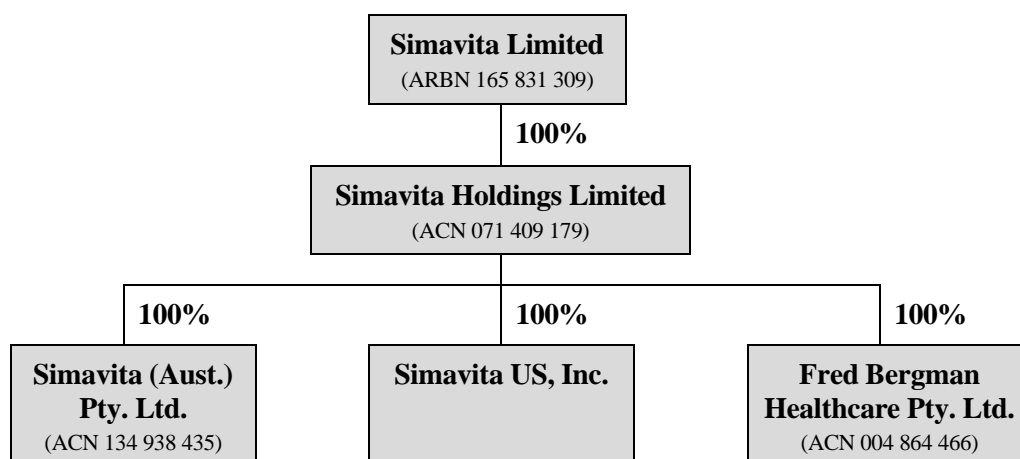 Simavita Limited
(ARBN 165 831 309)
100%
Simavita Holdings Limited
(ACN 071 409 179)
100%
100%
100%
Simavita (Aust.)
Pty. Ltd.
(ACN 134 938 435)
Simavita US, Inc.
Fred Bergman
Healthcare Pty. Ltd.
(ACN 004 864 466)